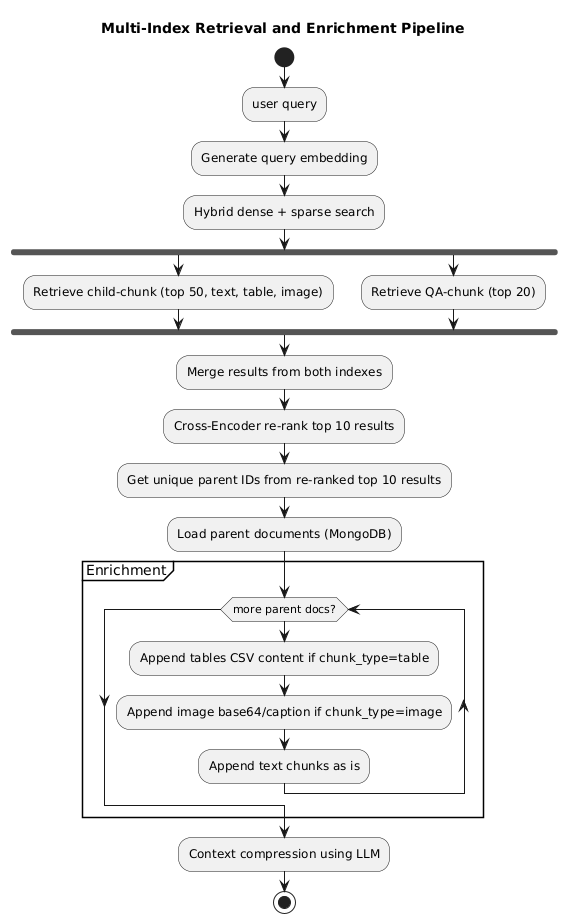 Multi-Index Retrieval and Enrichment Pipeline
user query
Generate query embedding
Hybrid dense + sparse search
Retrieve child-chunk (top 50, text, table, image)
Retrieve QA-chunk (top 20)
Merge results from both indexes
Cross-Encoder re-rank top 10 results
Get unique parent IDs from re-ranked top 10 results
Load parent documents (MongoDB)
Enrichment
more parent docs?
Append tables CSV content if chunk_type=table
Append image base64/caption if chunk_type=image
Append text chunks as is
Context compression using LLM